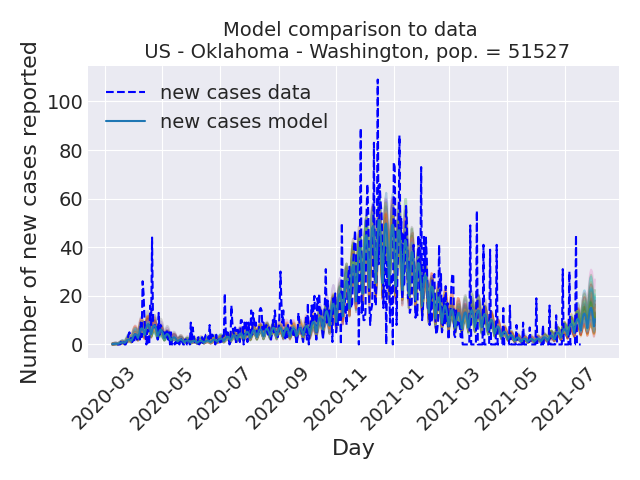 Model comparison to data
US - Oklahoma - Washington, pop. = 51527
Number of new cases reported
100
80
60
40
20
0
new cases data
new cases model
2020-03
2020-05
2020-07
2020-09
2020-11
2021-01
2021-03
2021-05
2021-07
Day